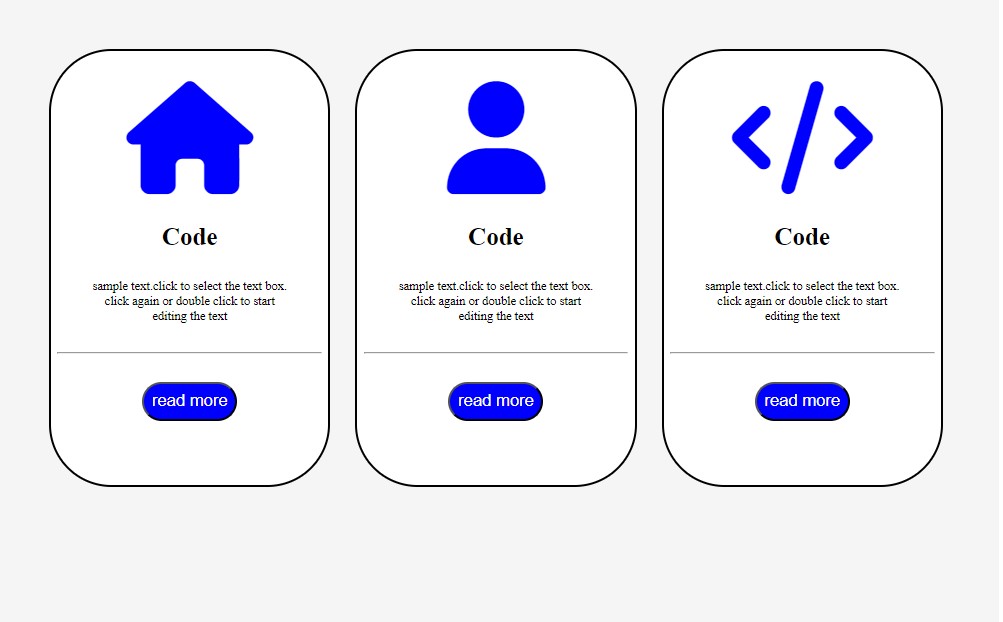 Code
sample text.click to select the text box.
click again or double click to start
editing the text
read more
Code
sample text.click to select the text box.
click again or double click to start
editing the text
read more
Code
sample text.click to select the text box.
click again or double click to start
editing the text
read more